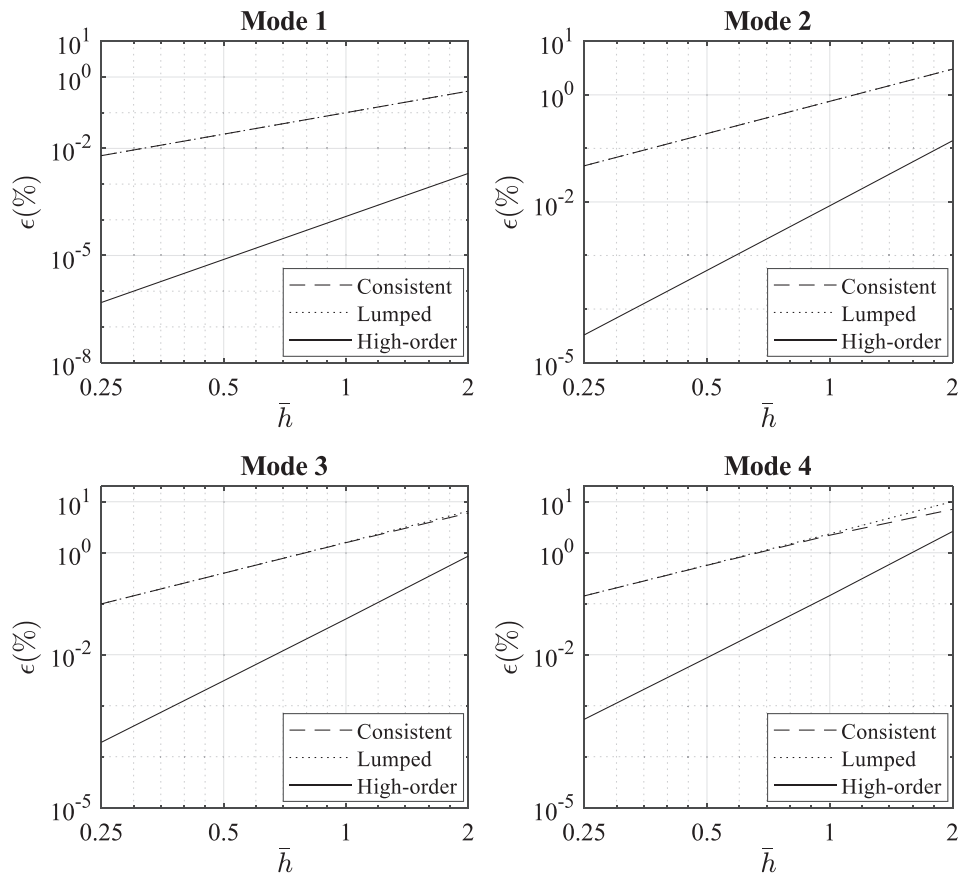 Mode 1
ϵ(%)
10^1
10^0
10^-2
10^-5
10^-8
0.25
0.5
1
2
h̄
Consistent
Lumped
High-order
Mode 2
ϵ(%)
10^0
10^-2
10^-5
0.25
0.5
1
2
h̄
Consistent
Lumped
High-order
Mode 3
ϵ(%)
10^1
10^0
10^-2
10^-5
0.25
0.5
1
2
h̄
Consistent
Lumped
High-order
Mode 4
ϵ(%)
10^1
10^0
10^-2
10^-5
0.25
0.5
1
2
h̄
Consistent
Lumped
High-order